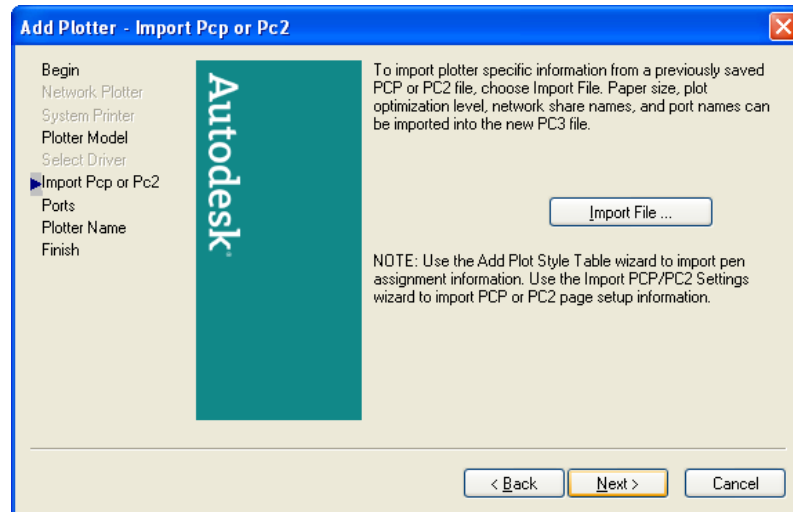 Add Plotter - Import Pcp or Pc2
Begin
Network Plotter
System Printer
Plotter Model
Select Driver
Import Pcp or Pc2
Ports
Plotter Name
Finish
Autodesk
To import plotter specific information from a previously saved
PCP or PC2 file, choose Import File. Paper size, plot
optimization level, network share names, and port names can
be imported into the new PC3 file.
Import File ...
NOTE: Use the Add Plot Style Table wizard to import pen
assignment information. Use the Import PCP/PC2 Settings
wizard to import PCP or PC2 page setup information.
< Back
Next >
Cancel